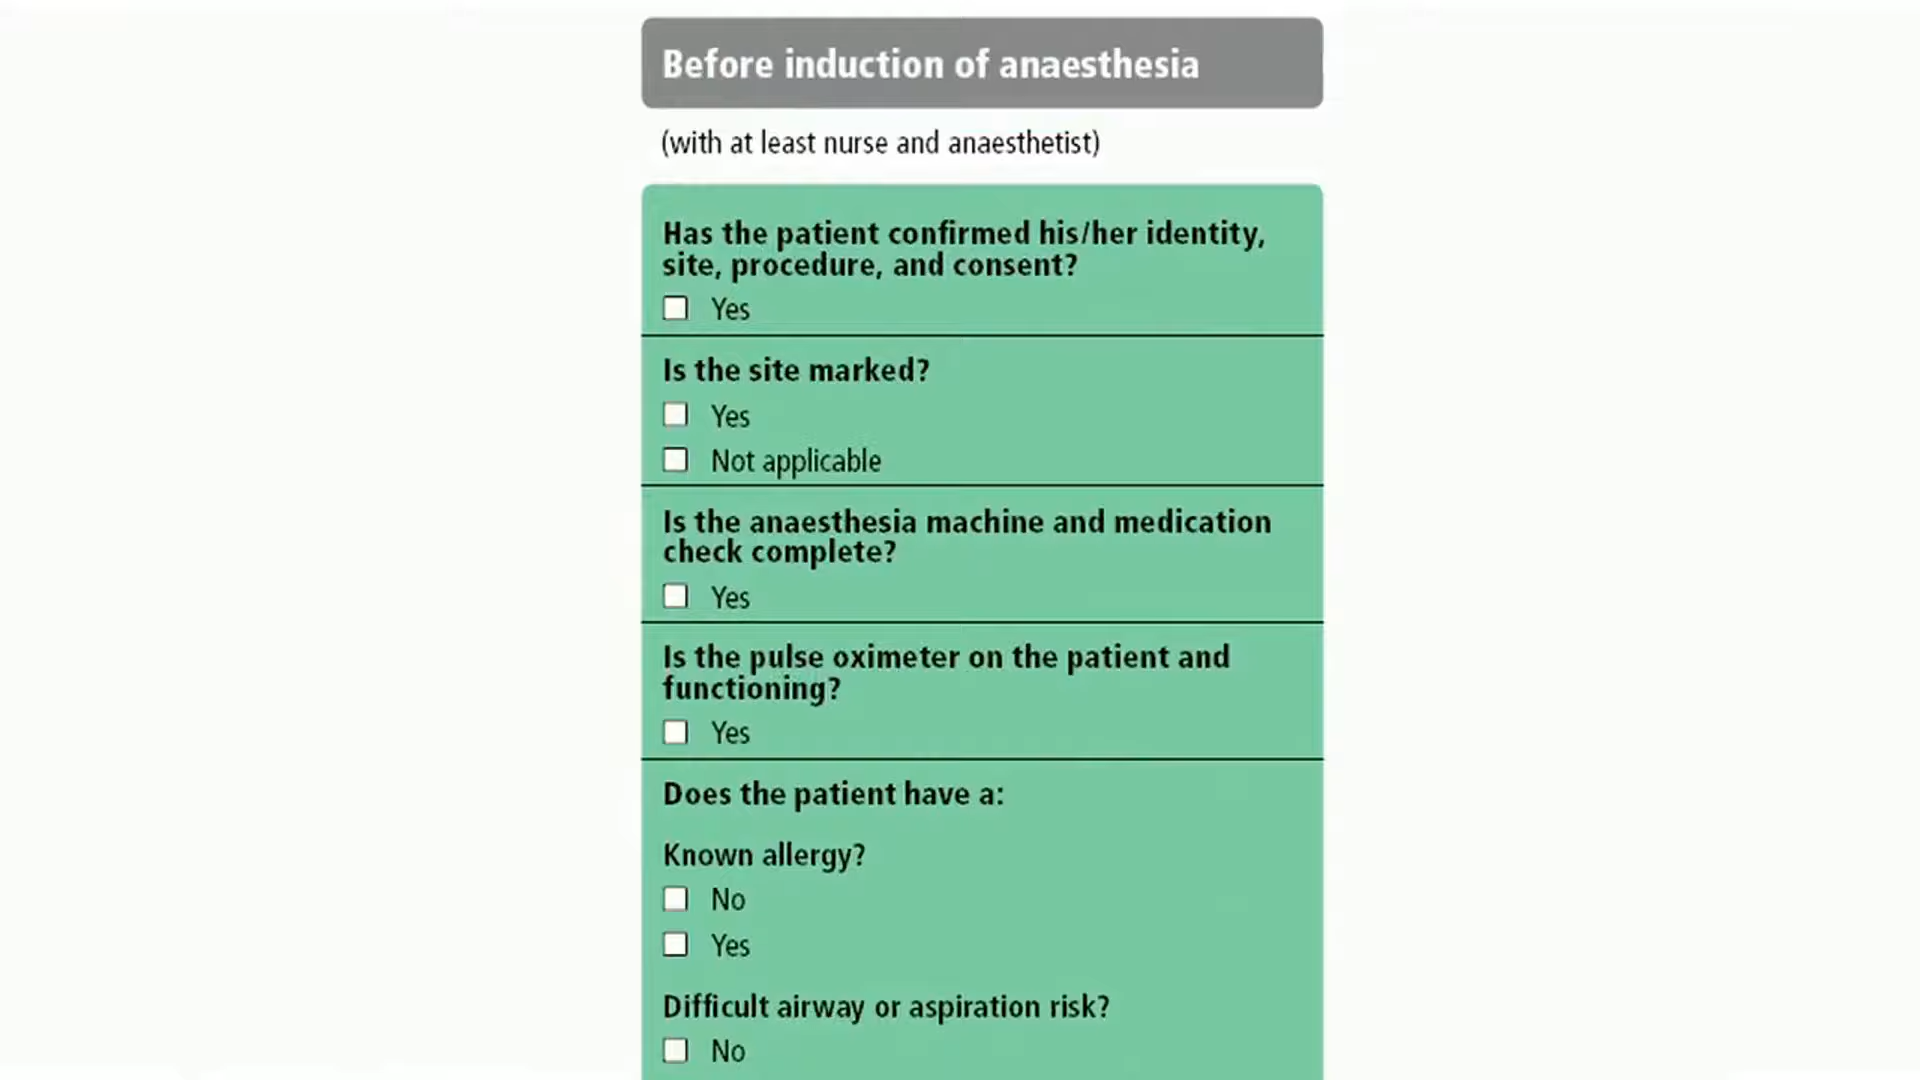 Before induction of anaesthesia
(with at least nurse and anaesthetist)
Has the patient confirmed his/her identity,
site, procedure, and consent?
Yes
Is the site marked?
Yes
Not applicable
Is the anaesthesia machine and medication
check complete?
Yes
Is the pulse oximeter on the patient and
functioning?
Yes
Does the patient have a:
Known allergy?
No
Yes
Difficult airway or aspiration risk?
No